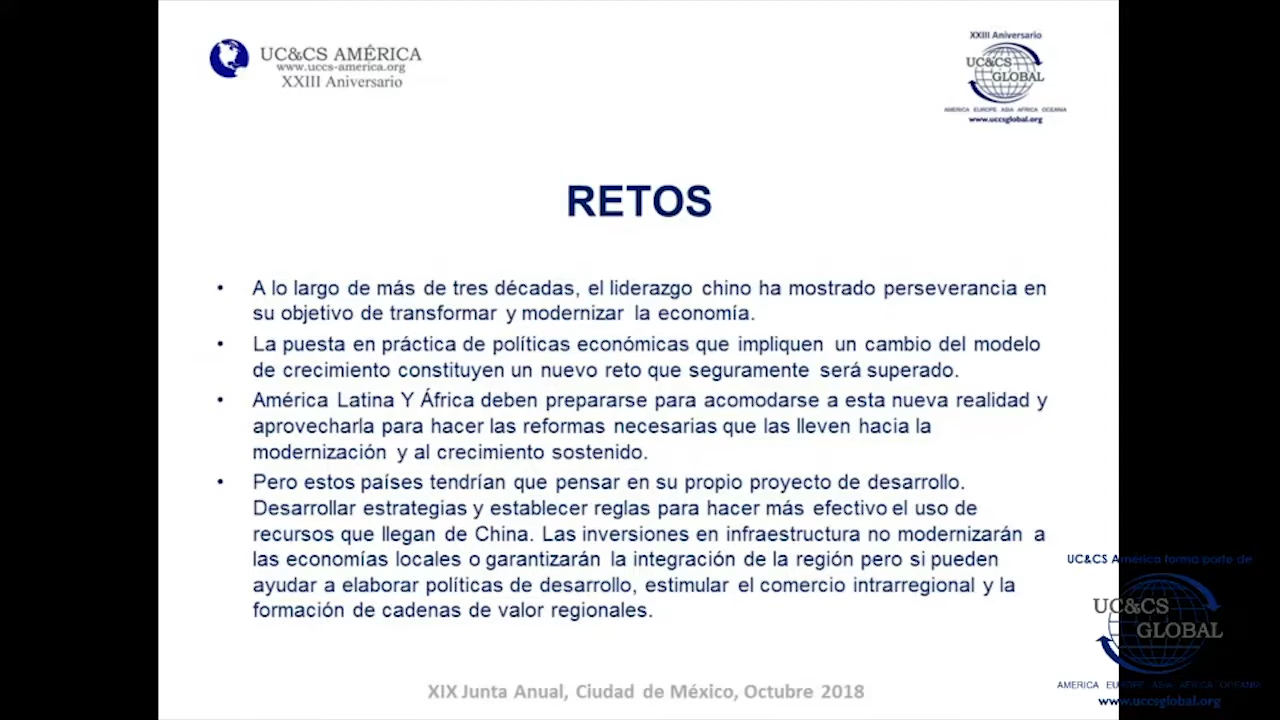 UC&CS AMÉRICA
www.uccs-america.org
XXIII Aniversario
XXIII Aniversario
UC&CS
GLOBAL
AMERICA EUROPE ASIA AFRICA OCEANIA
www.uccsglobal.org
RETOS
• A lo largo de más de tres décadas, el liderazgo chino ha mostrado perseverancia en
su objetivo de transformar y modernizar la economía.
• La puesta en práctica de políticas económicas que impliquen un cambio del modelo
de crecimiento constituyen un nuevo reto que seguramente será superado.
• América Latina Y África deben prepararse para acomodarse a esta nueva realidad y
aprovecharla para hacer las reformas necesarias que las lleven hacia la
modernización y al crecimiento sostenido.
• Pero estos países tendrían que pensar en su propio proyecto de desarrollo.
Desarrollar estrategias y establecer reglas para hacer más efectivo el uso de
recursos que llegan de China. Las inversiones en infraestructura no modernizarán a
las economías locales o garantizarán la integración de la región pero si pueden
ayudar a elaborar políticas de desarrollo, estimular el comercio intrarregional y la
formación de cadenas de valor regionales.
UC&CS América forma parte de
UC&CS
GLOBAL
AMERICA EUROPE ASIA AFRICA OCEANIA
www.uccsglobal.org
XIX Junta Anual, Ciudad de México, Octubre 2018